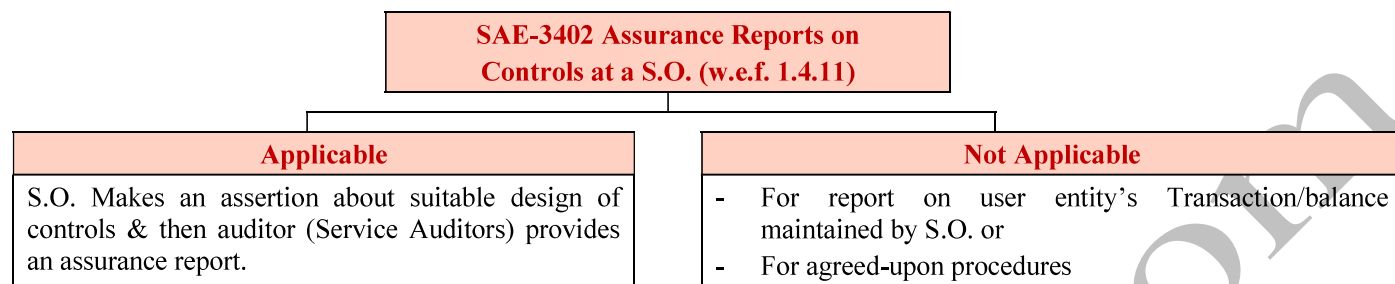 SAE-3402 Assurance Reports on
Controls at a S.O. (w.e.f. 1.4.11)
Applicable
S.O. Makes an assertion about suitable design of
controls & then auditor (Service Auditors) provides
an assurance report.
Not Applicable
- For report on user entity's Transaction/balance
maintained by S.O. or
- For agreed-upon procedures
om